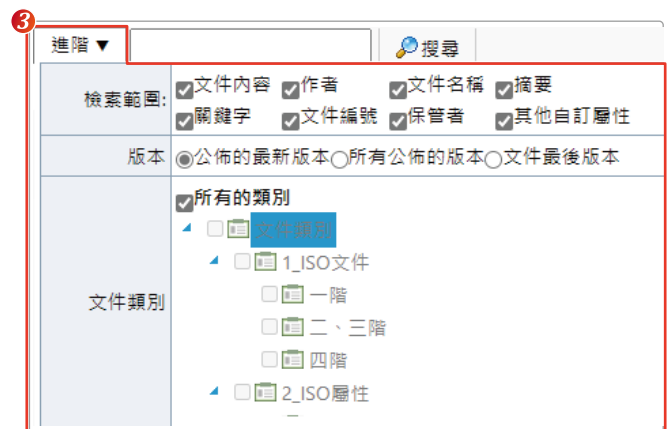 3
進階▼ 搜尋
檢索範圍: 文件內容 作者 文件名稱 摘要
關鍵字 文件編號 保管者 其他自訂屬性
版本 公佈的最新版本 所有公佈的版本 文件最後版本
所有的類別
文件類別
1_ISO文件
一階
文件類別 二、三階
四階
2_ISO屬性